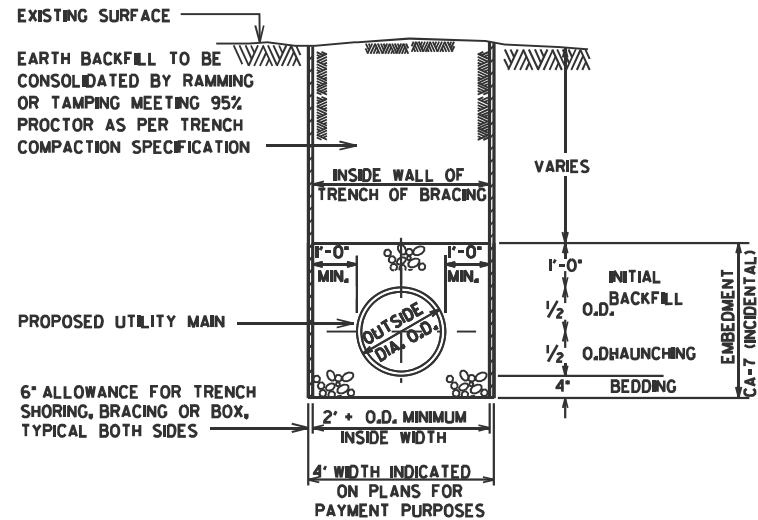 EXISTING SURFACE
EARTH BACKFILL TO BE
CONSOLIDATED BY RAMMING
OR TAMPING MEETING 95%
PROCTOR AS PER TRENCH
COMPACTION SPECIFICATION
INSIDE WALL OF
TRENCH OF BRACING
VARIES
1'-0"
MIN.
1'-0"
MIN.
1'-0"
INITIAL
BACKFILL
1/2 O.D.
PROPOSED UTILITY MAIN
OUTSIDE
DIA. O.D.
1/2 O.D.HAUNCHING
4" BEDDING
EMBEDMENT
CA-7 (INCIDENTAL)
6" ALLOWANCE FOR TRENCH
SHORING, BRACING OR BOX,
TYPICAL BOTH SIDES
2' + O.D. MINIMUM
INSIDE WIDTH
4' WIDTH INDICATED
ON PLANS FOR
PAYMENT PURPOSES